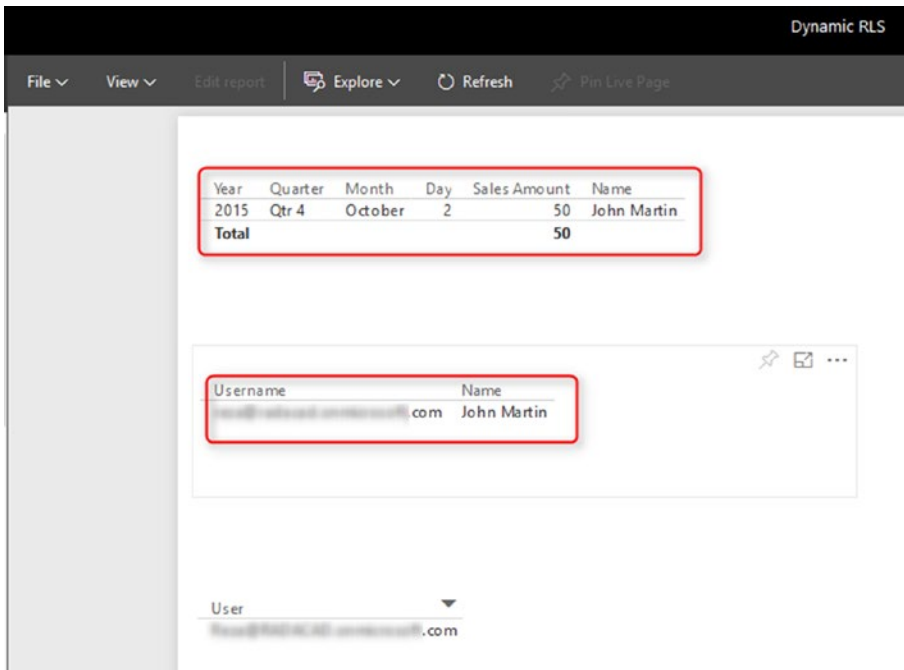 Dynamic RLS
File View Edit report Explore Refresh Pin Live Page
Year Quarter Month Day Sales Amount Name
2015 Qtr 4 October 2 50 John Martin
Total 50
Username Name
.com John Martin
User
.com